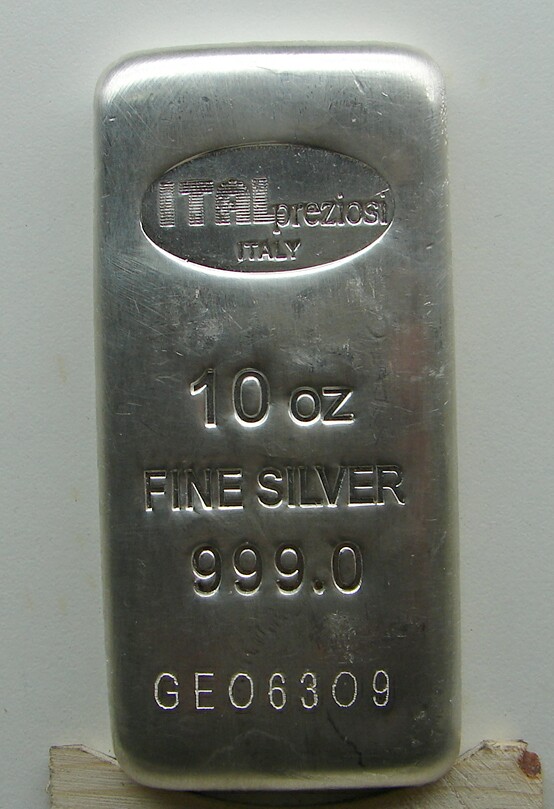 ITALpreziosi
ITALY
10 oz
FINE SILVER
999.0
GE06309